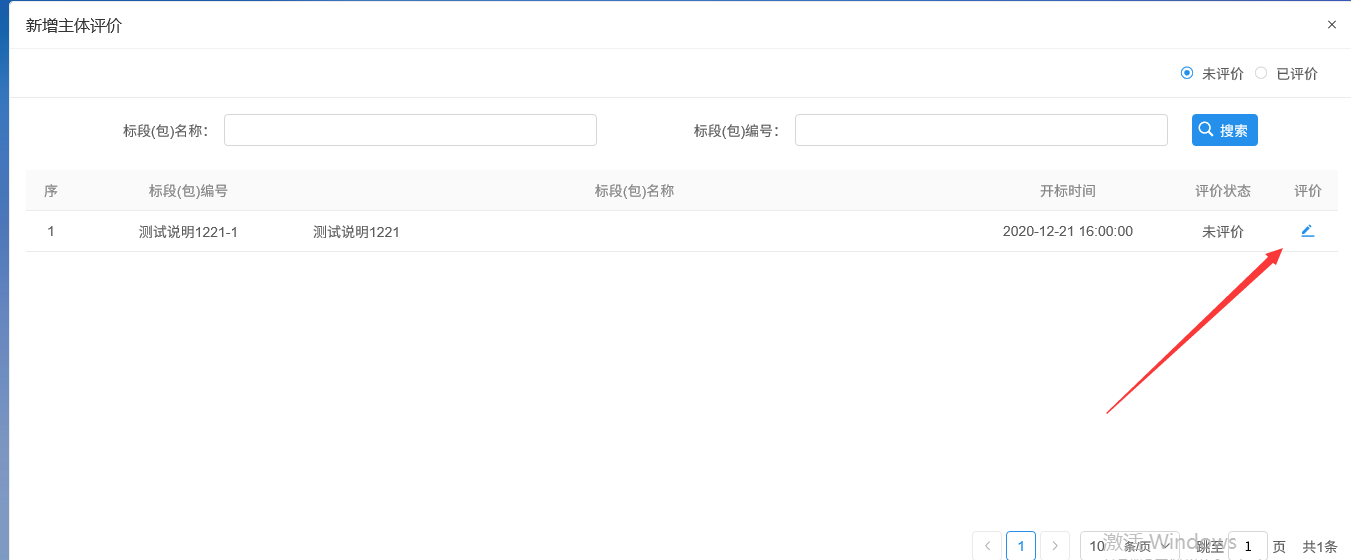 新增主体评价 ×
未评价 已评价
标段(包)名称： 标段(包)编号： 搜索
序 标段(包)编号 标段(包)名称 开标时间 评价状态 评价
1 测试说明1221-1 测试说明1221 2020-12-21 16:00:00 未评价
激活 Windows
< 1 > 10 条/页 跳至 1 页 共1条